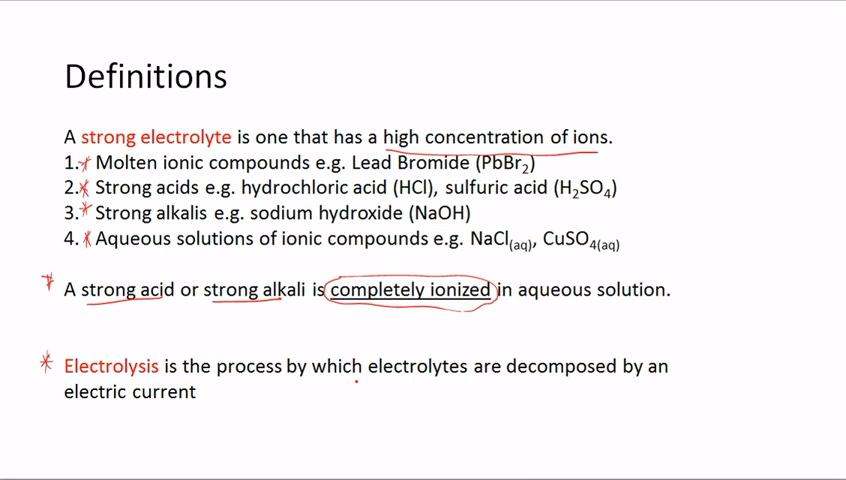 Definitions
A strong electrolyte is one that has a high concentration of ions.
1. * Molten ionic compounds e.g. Lead Bromide (PbBr₂)
2. * Strong acids e.g. hydrochloric acid (HCl), sulfuric acid (H₂SO₄)
3. * Strong alkalis e.g. sodium hydroxide (NaOH)
4. * Aqueous solutions of ionic compounds e.g. NaCl₍aq₎, CuSO₄₍aq₎
* A strong acid or strong alkali is completely ionized in aqueous solution.
* Electrolysis is the process by which electrolytes are decomposed by an
electric current